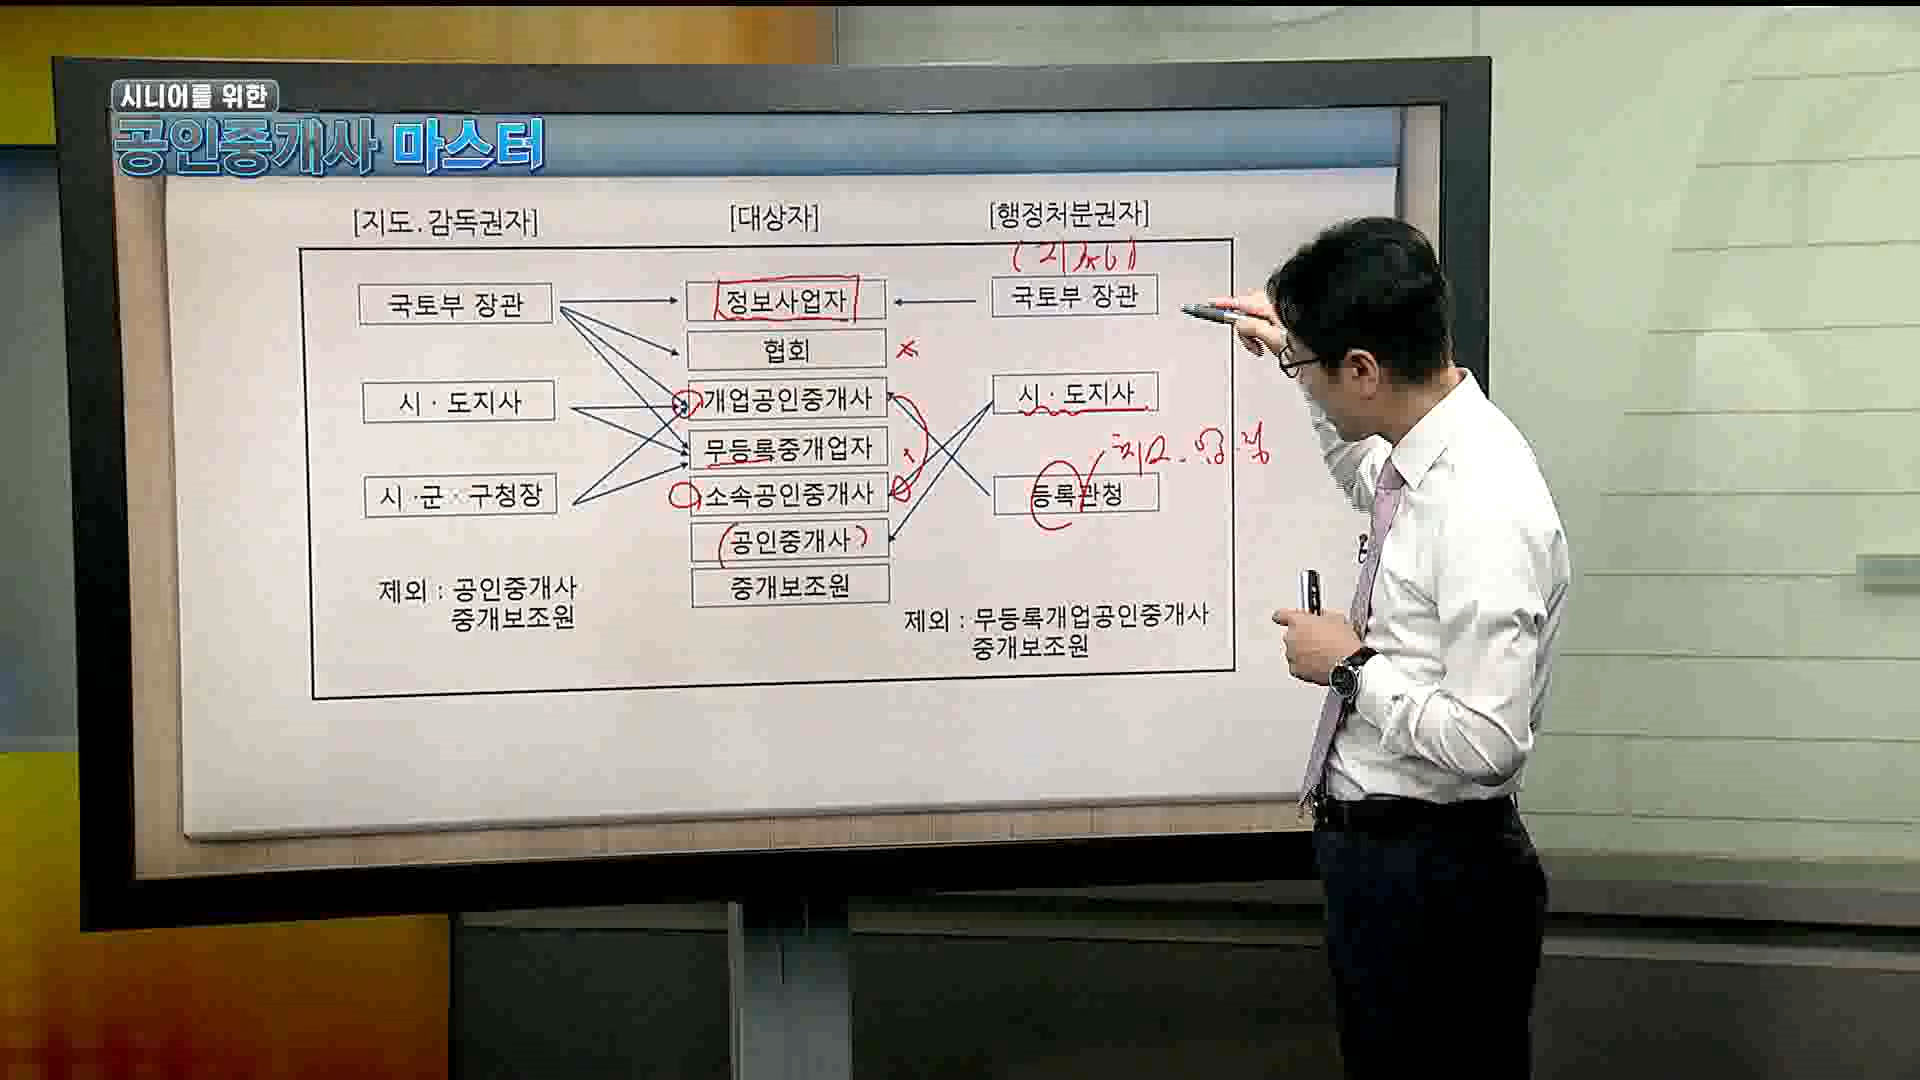 시니어를 위한
공인중개사 마스터
[지도.감독권자] [대상자] [행정처분권자]
국토부 장관 정보사업자 국토부 장관
협회
시·도지사 개업공인중개사 시·도지사
무등록중개업자
시·군·구청장 소속공인중개사 등록관청
공인중개사
중개보조원
제외 : 공인중개사
중개보조원
제외 : 무등록개업공인중개사
중개보조원